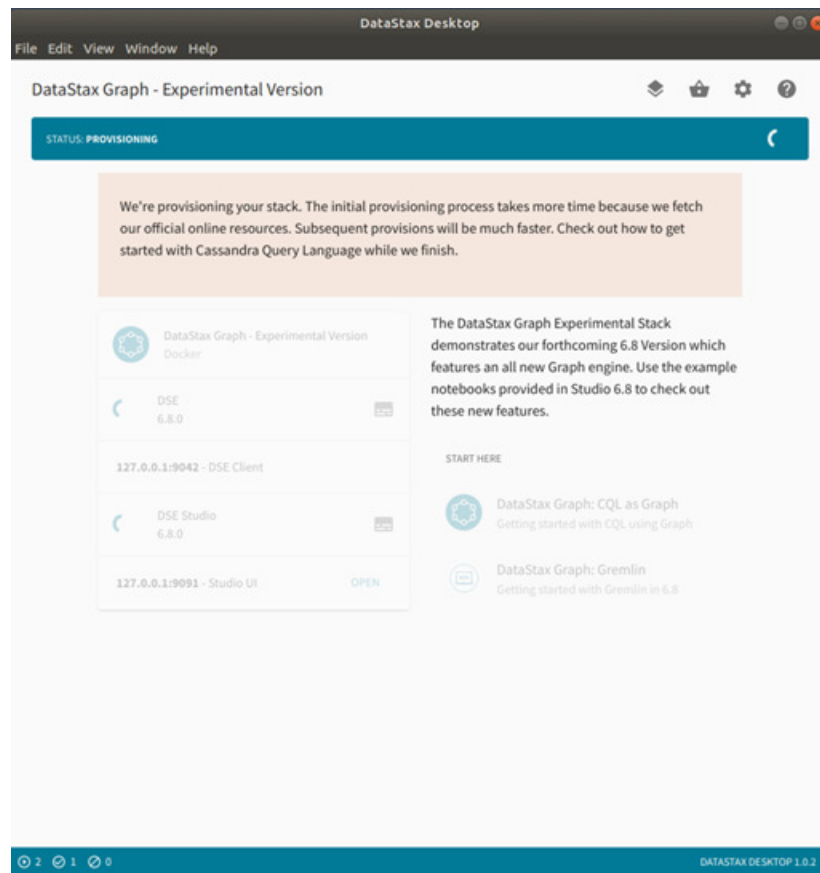 DataStax Desktop
File Edit View Window Help
DataStax Graph - Experimental Version
STATUS: PROVISIONING
We're provisioning your stack. The initial provisioning process takes more time because we fetch
our official online resources. Subsequent provisions will be much faster. Check out how to get
started with Cassandra Query Language while we finish.
DataStax Graph - Experimental Version
Docker
DSE
6.8.0
127.0.0.1:9042 - DSE Client
DSE Studio
6.8.0
127.0.0.1:9091 - Studio UI OPEN
The DataStax Graph Experimental Stack
demonstrates our forthcoming 6.8 Version which
features an all new Graph engine. Use the example
notebooks provided in Studio 6.8 to check out
these new features.
START HERE
DataStax Graph: CQL as Graph
Getting started with CQL using Graph
DataStax Graph: Gremlin
Getting started with Gremlin in 6.8
2 1 0 DATASTAX DESKTOP 1.0.2